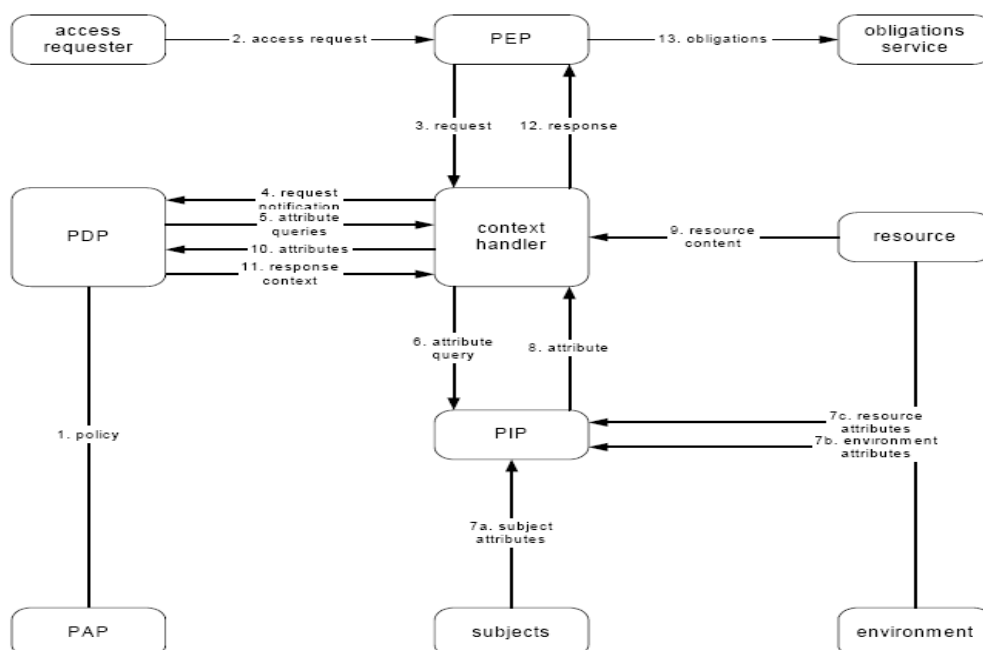 access
requester
2. access request
PEP
13. obligations
obligations
service
3. request
12. response
PDP
4. request
notification
5. attribute
queries
10. attributes
11. response
context
context
handler
9. resource
content
resource
6. attribute
query
8. attribute
1. policy
PIP
7c. resource
attributes
7b. environment
attributes
7a. subject
attributes
PAP
subjects
environment